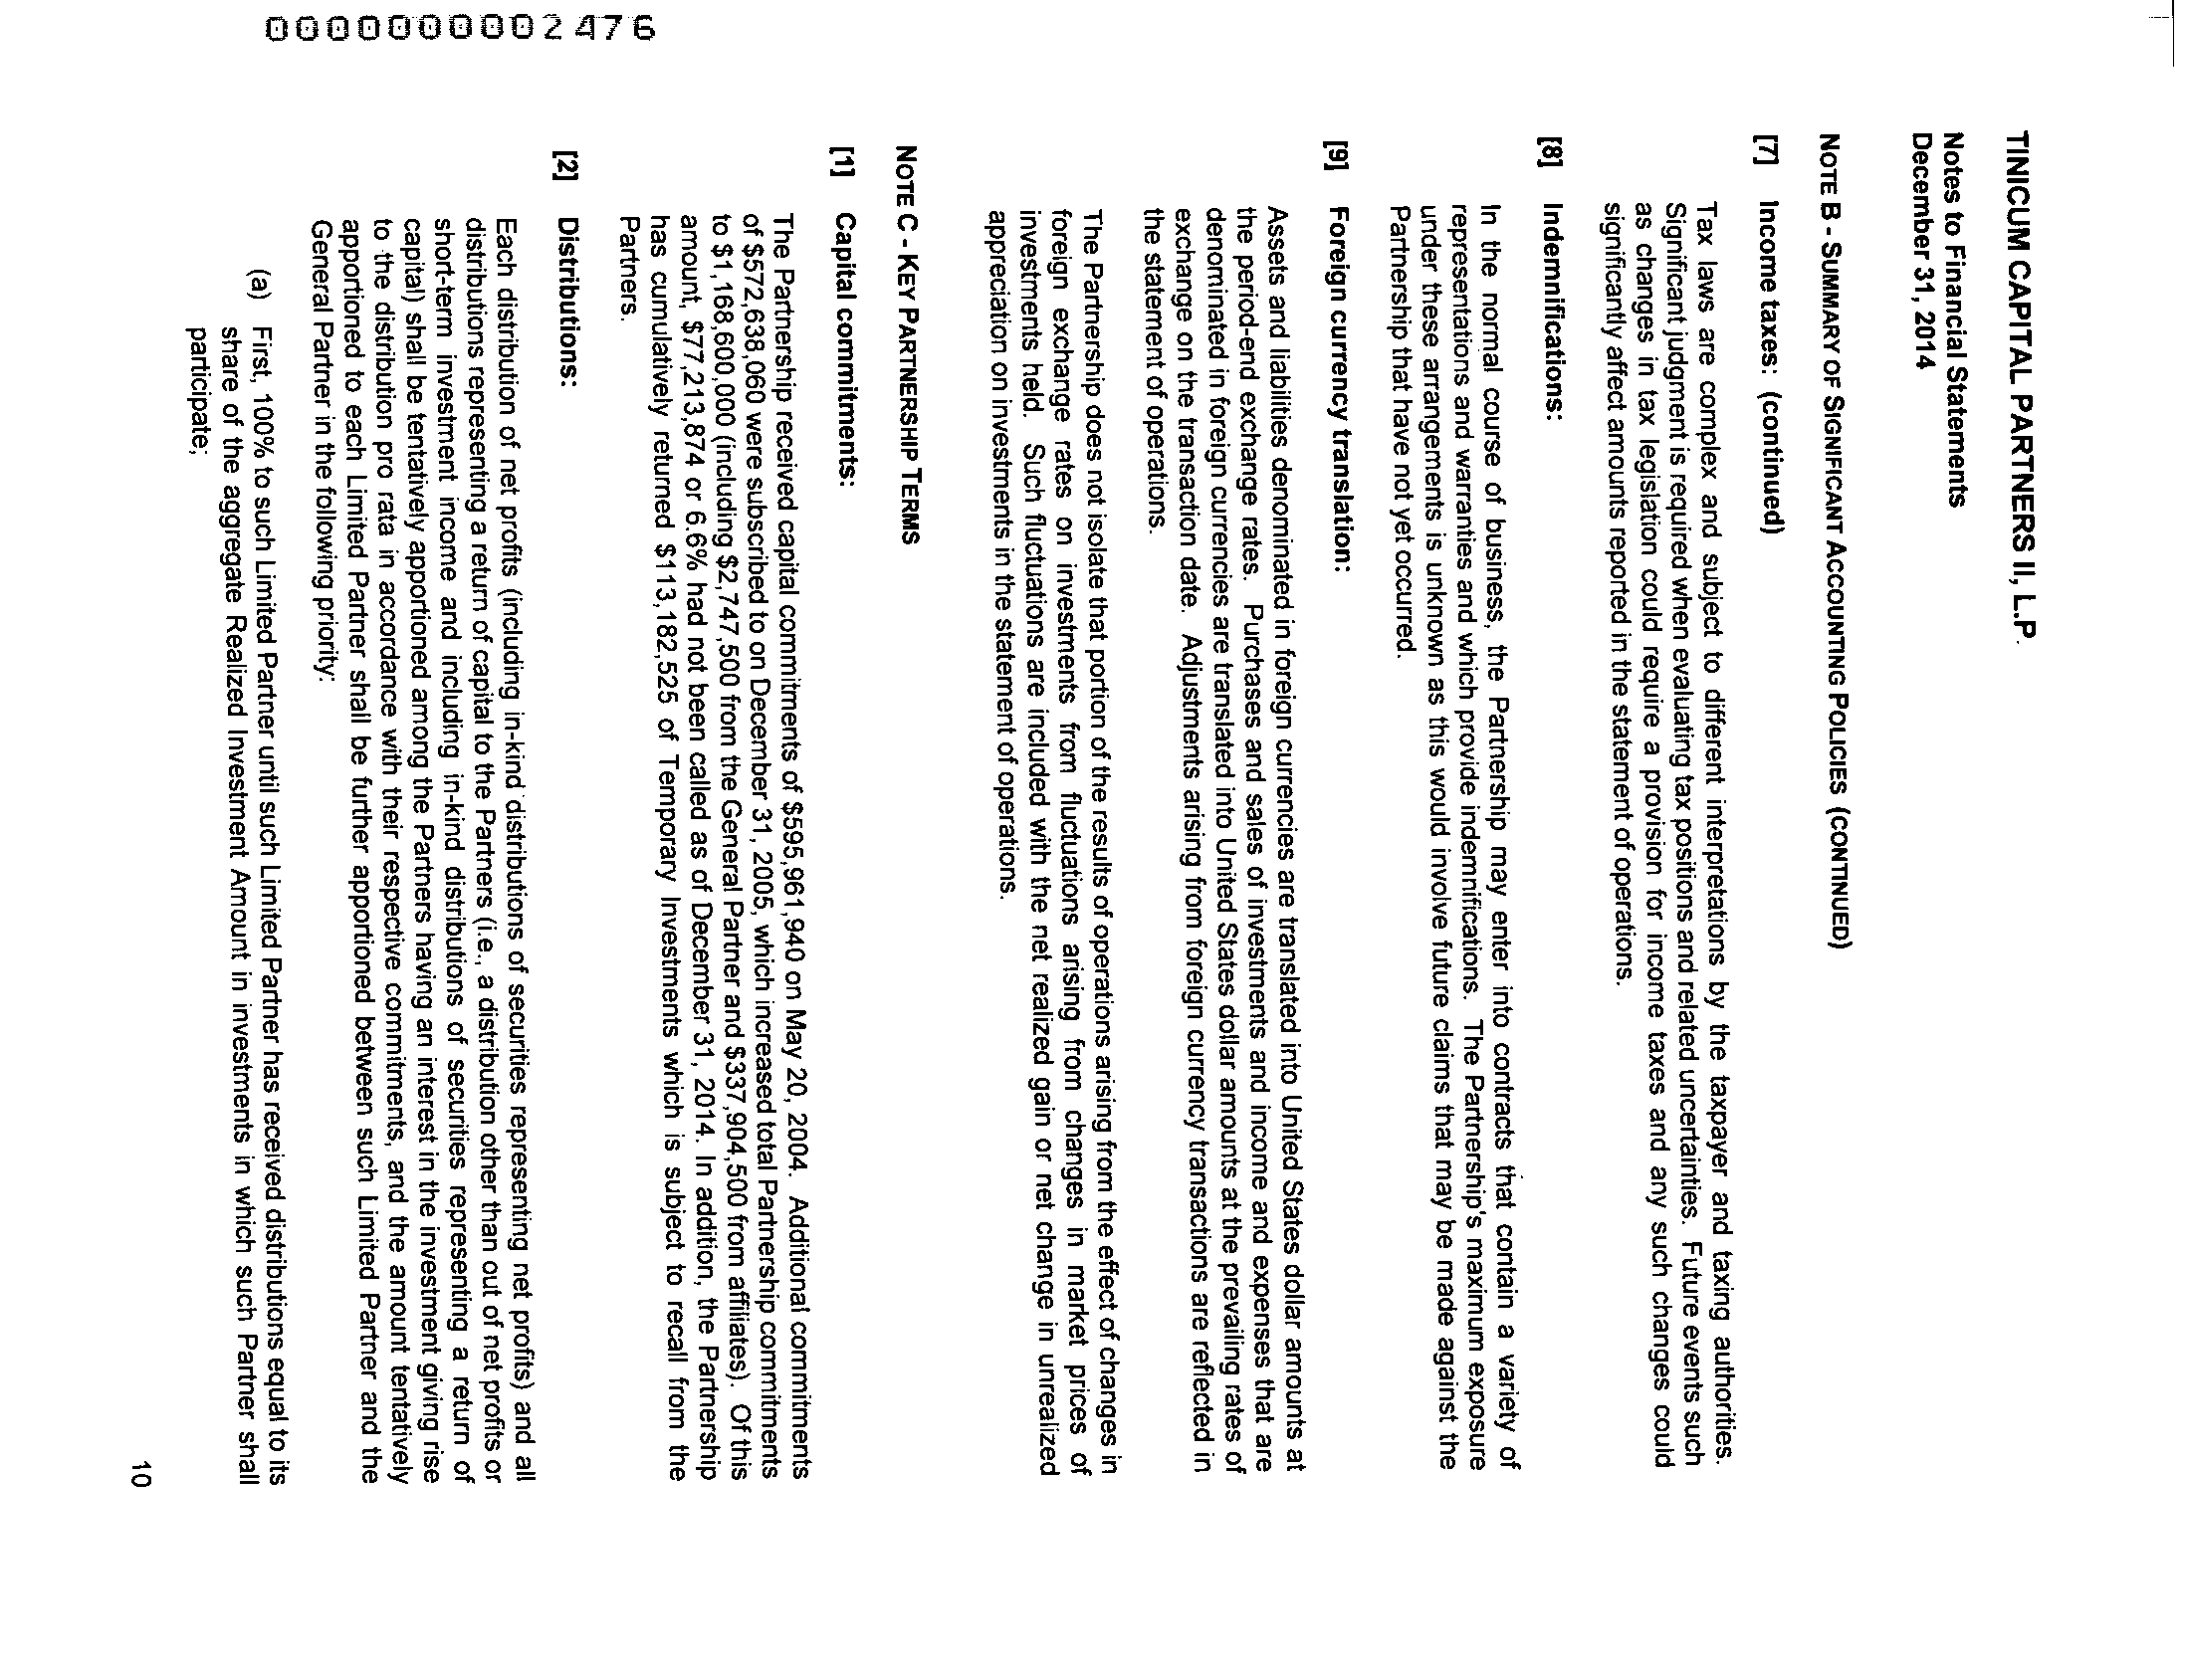 0000000002476
TINICUM CAPITAL PARTNERS II, L.P.
Notes to Financial Statements
December 31, 2014
NOTE B - SUMMARY OF SIGNIFICANT ACCOUNTING POLICIES (CONTINUED)
[7] Income taxes: (continued)
Tax laws are complex and subject to different interpretations by the taxpayer and taxing authorities.
Significant judgment is required when evaluating tax positions and related uncertainties. Future events such
as changes in tax legislation could require a provision for income taxes and any such changes could
significantly affect amounts reported in the statement of operations.
[8] Indemnifications:
In the normal course of business, the Partnership may enter into contracts that contain a variety of
representations and warranties and which provide indemnifications. The Partnership's maximum exposure
under these arrangements is unknown as this would involve future claims that may be made against the
Partnership that have not yet occurred.
[9] Foreign currency translation:
Assets and liabilities denominated in foreign currencies are translated into United States dollar amounts at
the period-end exchange rates. Purchases and sales of investments and income and expenses that are
denominated in foreign currencies are translated into United States dollar amounts at the prevailing rates of
exchange on the transaction date. Adjustments arising from foreign currency transactions are reflected in
the statement of operations.
The Partnership does not isolate that portion of the results of operations arising from the effect of changes in
foreign exchange rates on investments from fluctuations arising from changes in market prices of
investments held. Such fluctuations are included with the net realized gain or net change in unrealized
appreciation on investments in the statement of operations.
NOTE C - KEY PARTNERSHIP TERMS
[1] Capital commitments:
The Partnership received capital commitments of $595,961,940 on May 20, 2004. Additional commitments
of $572,638,060 were subscribed to on December 31, 2005, which increased total Partnership commitments
to $1,168,600,000 (including $2,747,500 from the General Partner and $337,904,500 from affiliates). Of this
amount, $77,213,874 or 6.6% had not been called as of December 31, 2014. In addition, the Partnership
has cumulatively returned $113,182,525 of Temporary Investments which is subject to recall from the
Partners.
[2] Distributions:
Each distribution of net profits (including in-kind distributions of securities representing net profits) and all
distributions representing a return of capital to the Partners (i.e., a distribution other than out of net profits or
short-term investment income and including in-kind distributions of securities representing a return of
capital) shall be tentatively apportioned among the Partners having an interest in the investment giving rise
to the distribution pro rata in accordance with their respective commitments, and the amount tentatively
apportioned to each Limited Partner shall be further apportioned between such Limited Partner and the
General Partner in the following priority:
(a) First, 100% to such Limited Partner until such Limited Partner has received distributions equal to its
share of the aggregate Realized Investment Amount in investments in which such Partner shall
participate;
10